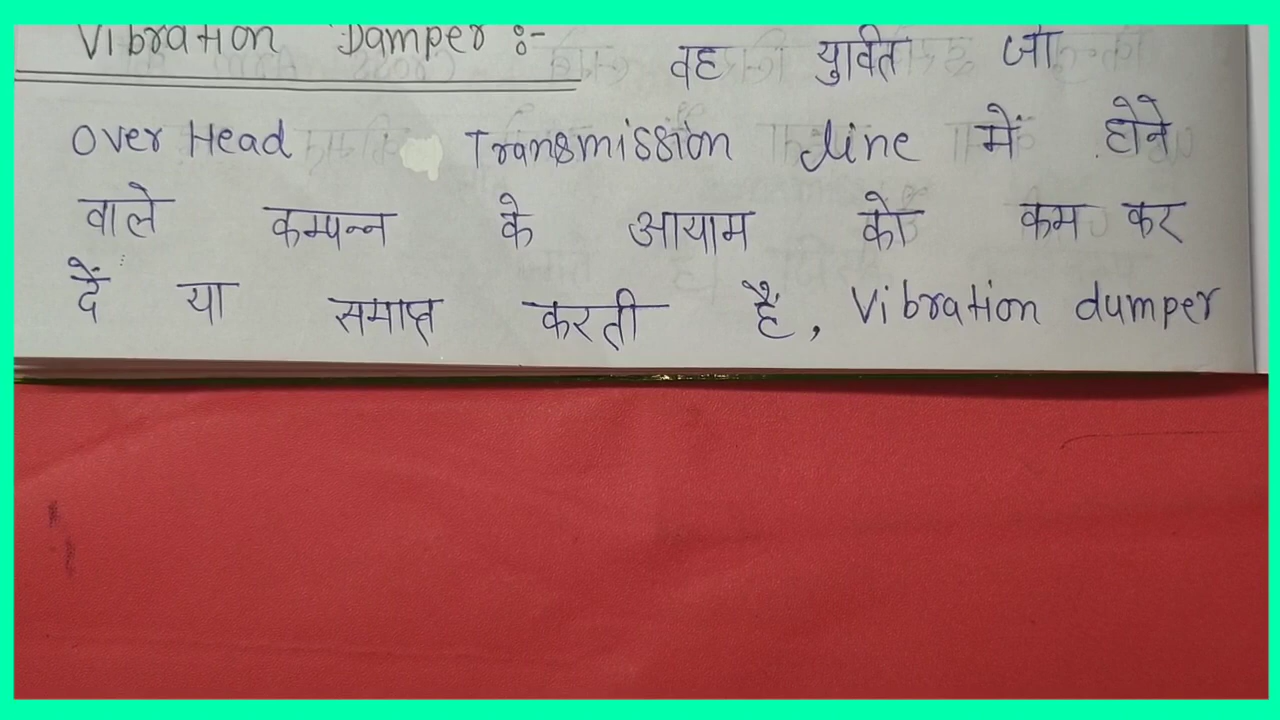 Vibration Damper :- वह युक्ति जो
Over Head Transmission line में होने
वाले कम्पन्न के आयाम को कम कर
दें या समाप्त करती हैं, Vibration dumper